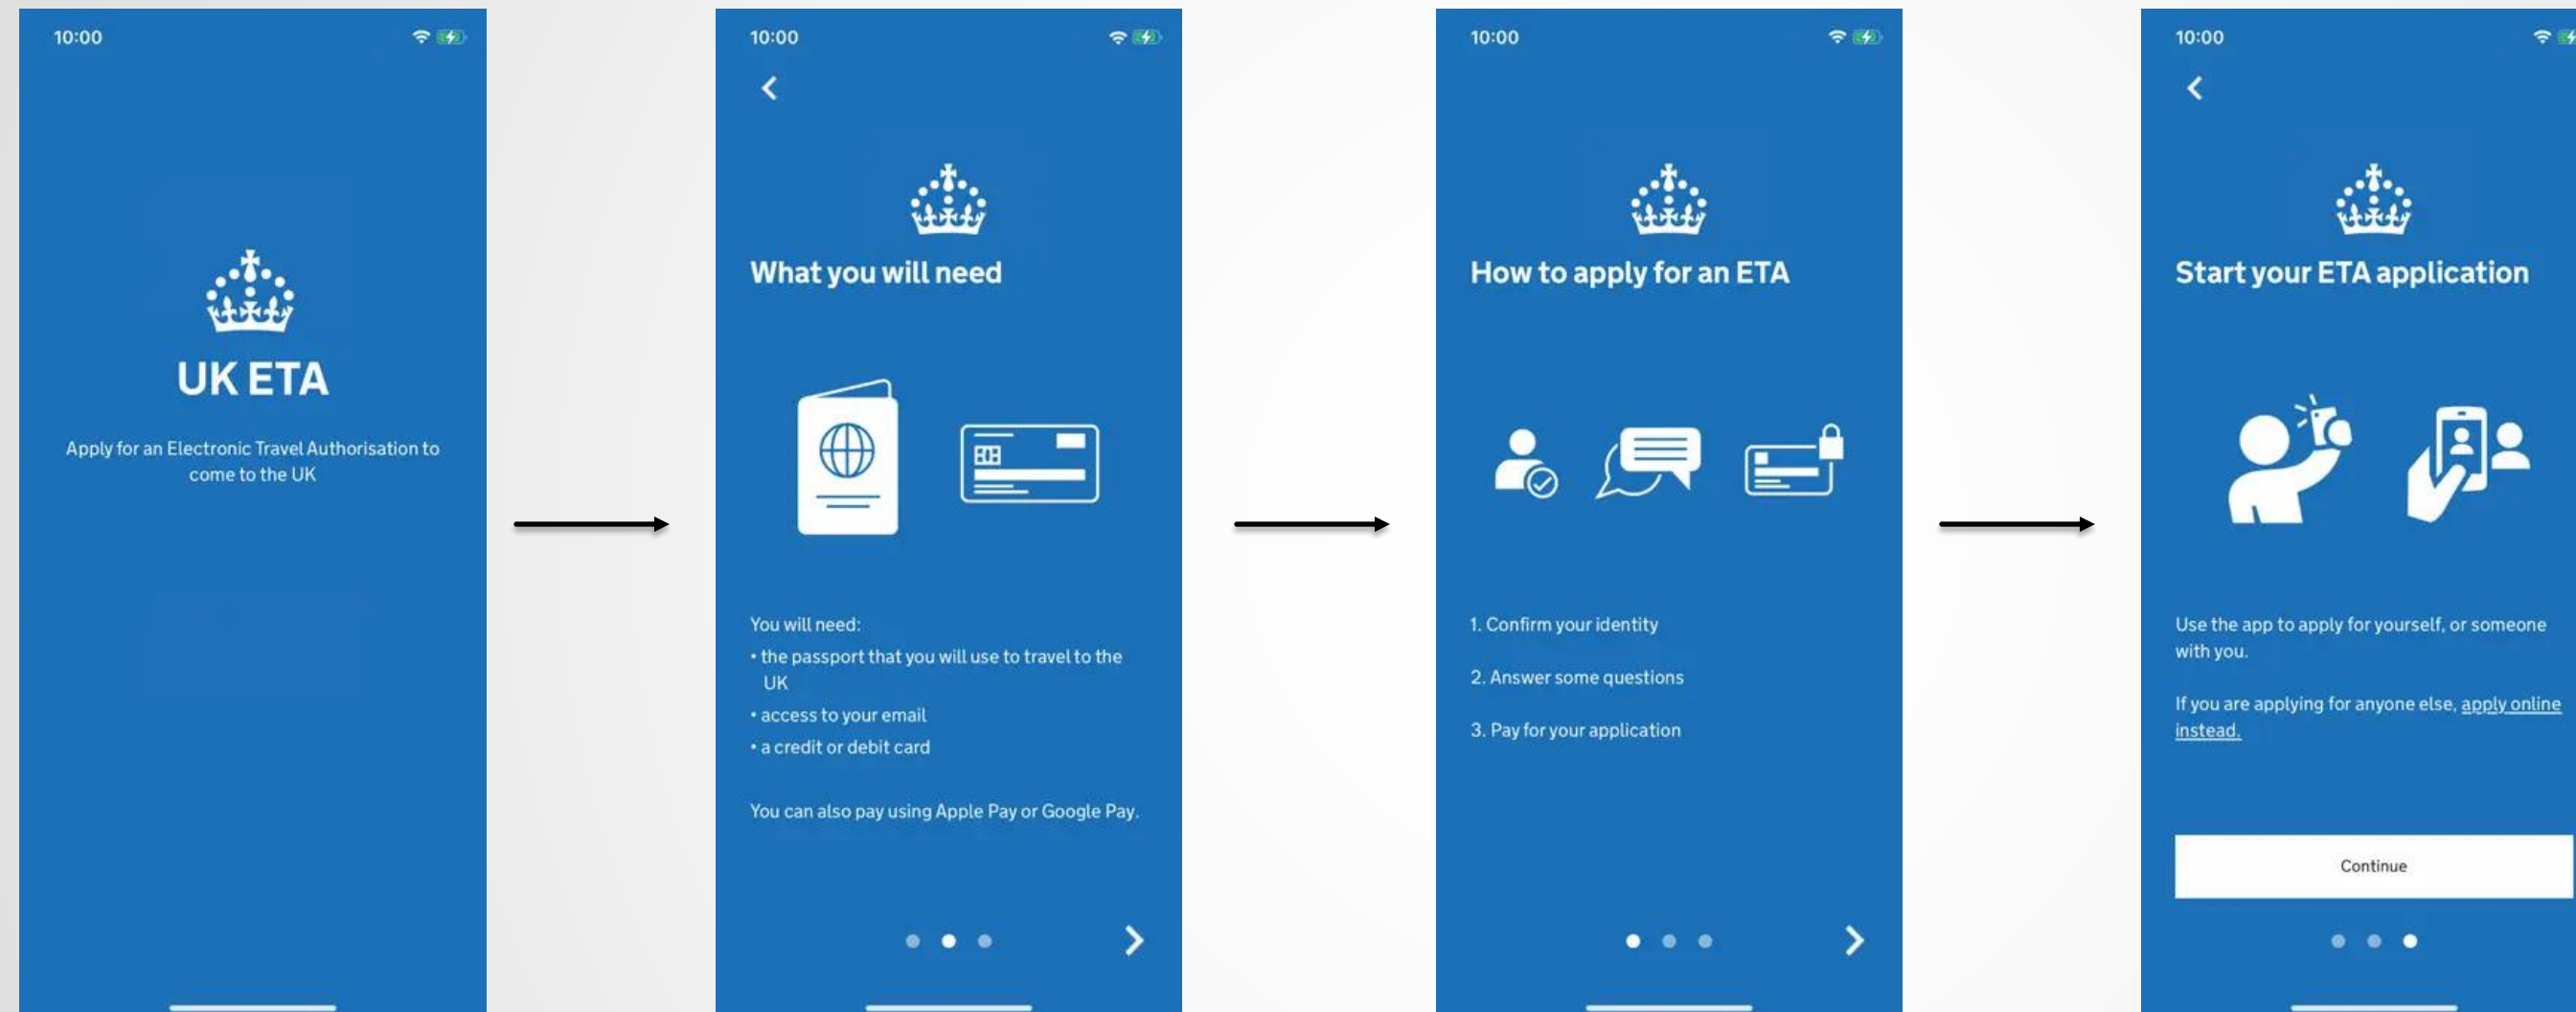 10:00
UK ETA
Apply for an Electronic Travel Authorisation to
come to the UK
10:00
What you will need
You will need:
• the passport that you will use to travel to the
UK
• access to your email
• a credit or debit card
You can also pay using Apple Pay or Google Pay.
10:00
How to apply for an ETA
1. Confirm your identity
2. Answer some questions
3. Pay for your application
10:00
Start your ETA application
Use the app to apply for yourself, or someone
with you.
If you are applying for anyone else, apply online
instead.
Continue